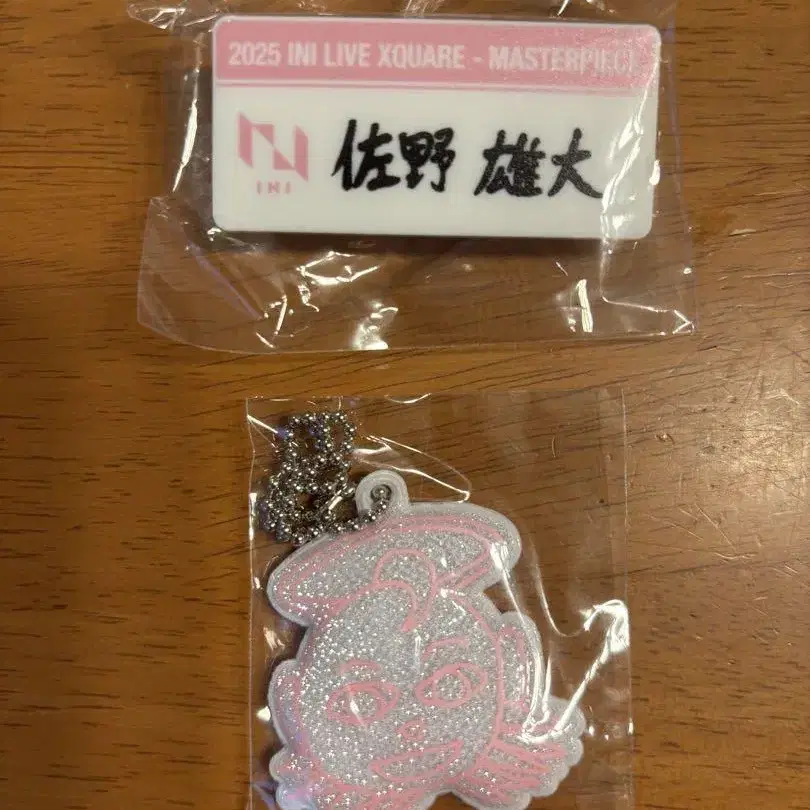 2025 INI LIVE XQUARE - MASTERPIECE
INI
佐野 雄大